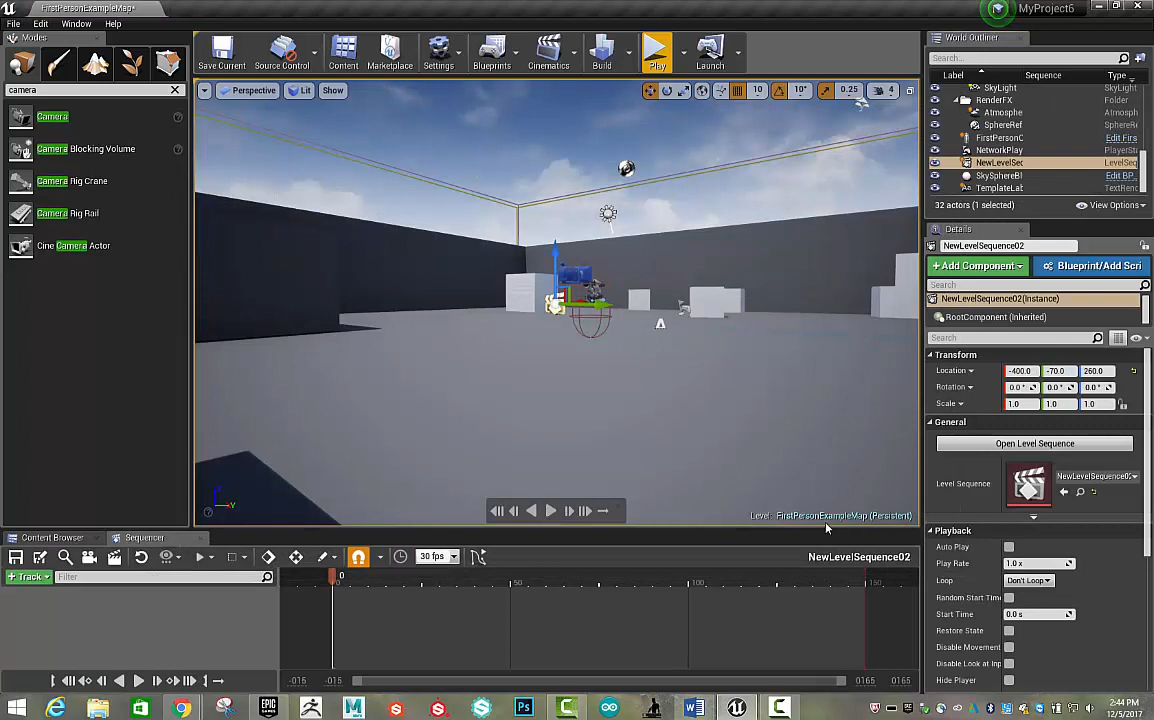 FirstPersonExampleMap*
MyProject6
File Edit Window Help
Modes
World Outliner
Save Current Source Control Content Marketplace Settings Blueprints Cinematics Build Play Launch
Search...
Label Sequence Type
camera
Perspective Lit Show
10 10° 0.25 4
SkyLight SkyLight
RenderFX Folder
Atmosphe Atmosph
SphereRef SphereRe
FirstPersonC Edit Firs
NetworkPlay PlayerSt
NewLevelSec LevelSeq
SkySphereBl Edit BP_
TemplateLab TextRend
32 actors (1 selected) View Options
Camera
Camera Blocking Volume
Camera Rig Crane
Camera Rig Rail
Cine Camera Actor
Details
NewLevelSequence02
Add Component Blueprint/Add Scri
Search
NewLevelSequence02(Instance)
RootComponent (Inherited)
Search
Transform
Location -400.0 -70.0 260.0
Rotation 0.0° 0.0° 0.0°
Scale 1.0 1.0 1.0
General
Open Level Sequence
Level Sequence NewLevelSequence02
Playback
Auto Play
Play Rate 1.0 x
Loop Don't Loop
Random Start Time
Start Time 0.0 s
Restore State
Disable Movement
Disable Look at Inp
Hide Player
Level: FirstPersonExampleMap (Persistent)
Content Browser Sequencer
30 fps NewLevelSequence02
+ Track Filter
0 50 100 150
-015 -015 0165 0165
2:44 PM
12/5/2017